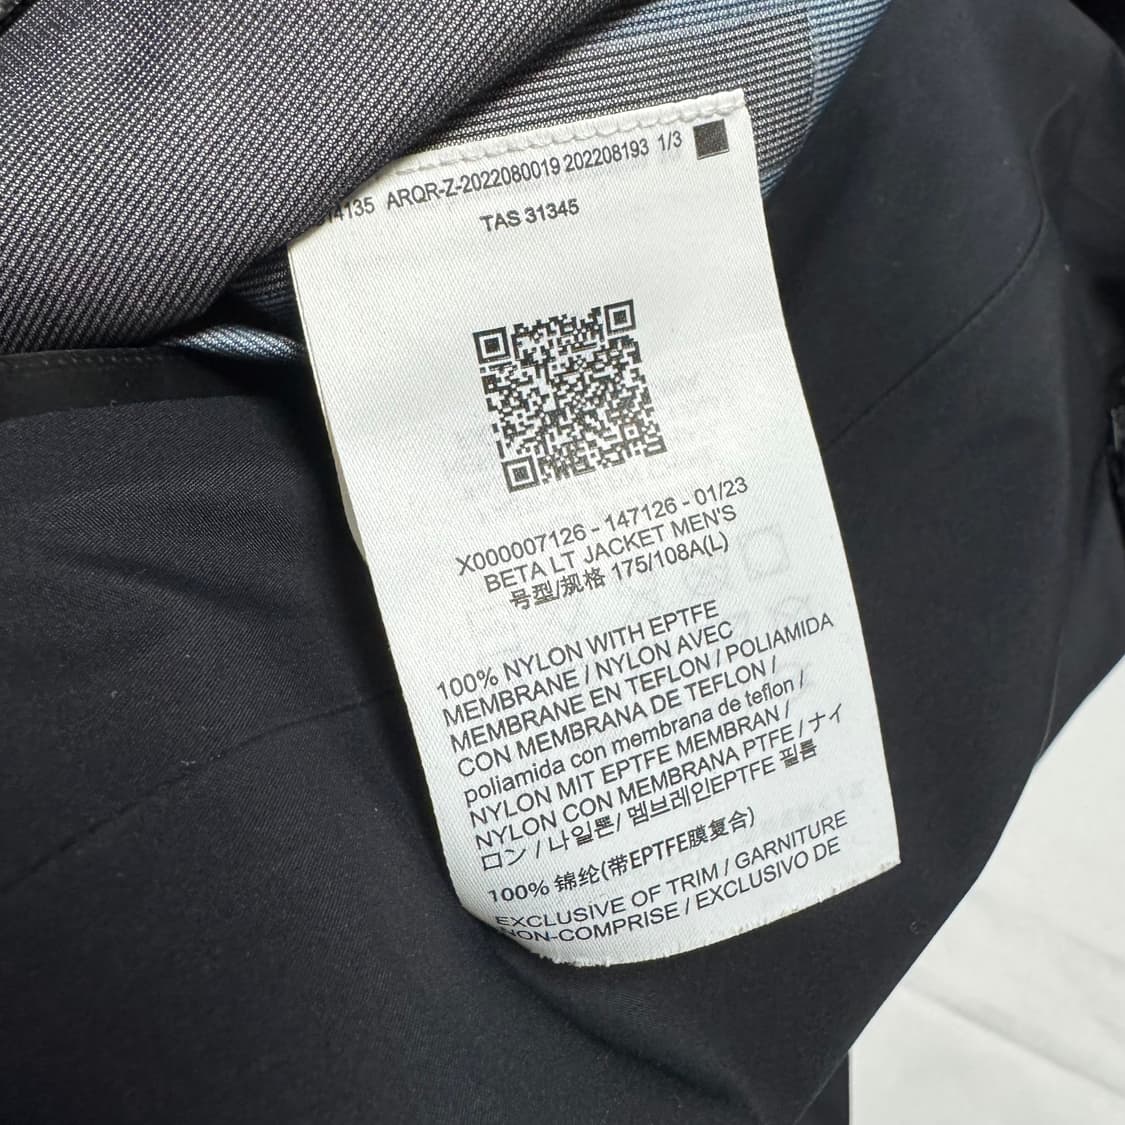 ARQR-Z-2022080019 202208193 1/3
TAS 31345
X000007126 - 147126 - 01/23
BETA LT JACKET MEN'S
号型/规格 175/108A(L)
100% NYLON WITH EPTFE
MEMBRANE / NYLON AVEC
MEMBRANE EN TEFLON / POLIAMIDA
CON MEMBRANA DE TEFLON /
poliamida con membrana de teflon /
NYLON MIT EPTFE MEMBRAN /
NYLON CON MEMBRANA PTFE / ナイ
ロン / 나일론/ 멤브레인EPTFE 필름
100% 锦纶(带EPTFE膜复合)
EXCLUSIVE OF TRIM / GARNITURE
NON-COMPRISE / EXCLUSIVO DE